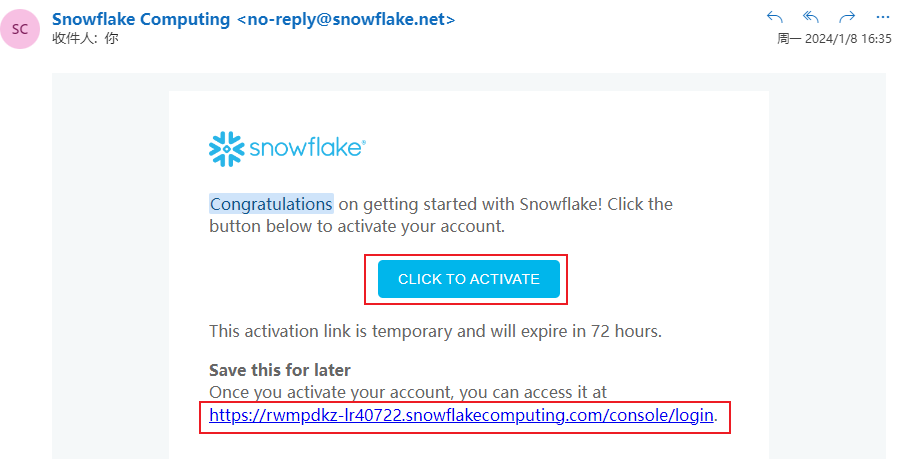 SC
Snowflake Computing <no-reply@snowflake.net>
收件人: 你
周一 2024/1/8 16:35
snowflake®
Congratulations on getting started with Snowflake! Click the
button below to activate your account.
CLICK TO ACTIVATE
This activation link is temporary and will expire in 72 hours.
Save this for later
Once you activate your account, you can access it at
https://rwmpdkz-lr40722.snowflakecomputing.com/console/login.